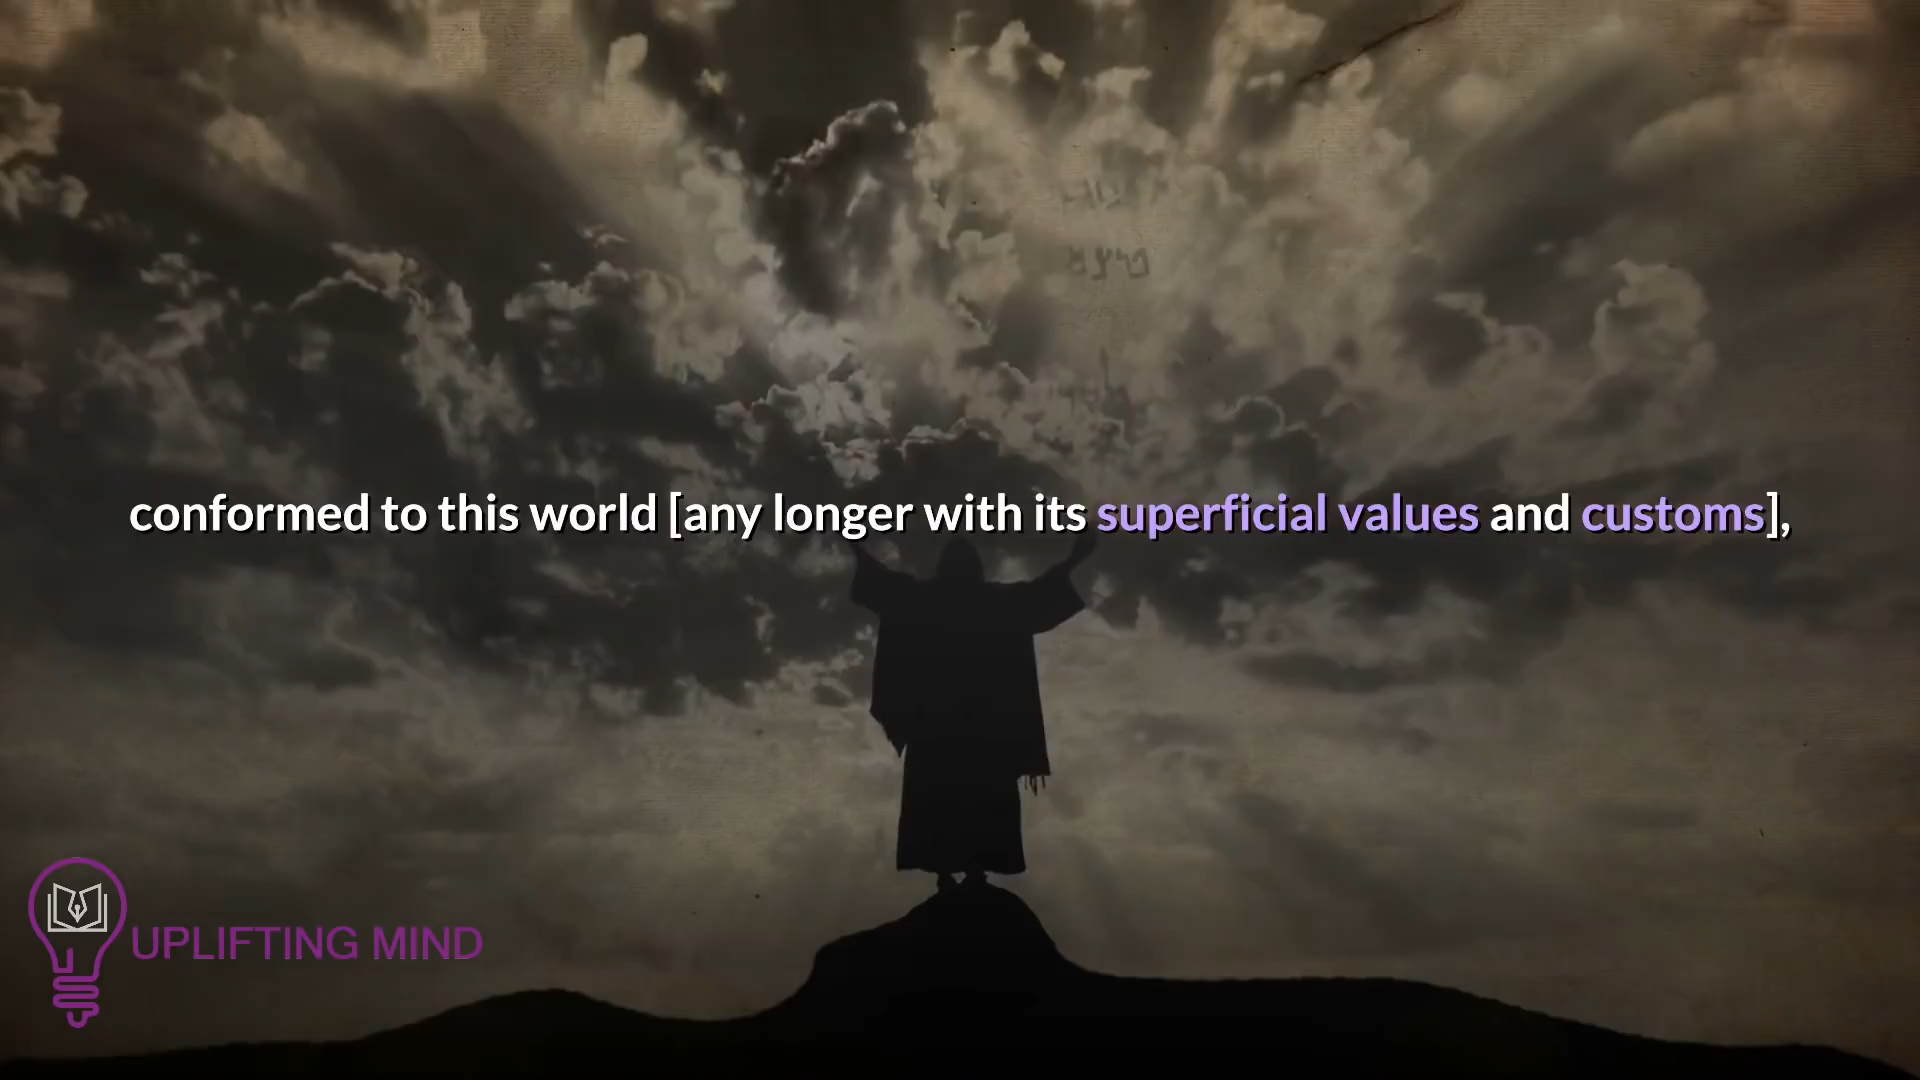 conformed to this world [any longer with its superficial values and customs],
UPLIFTING MIND